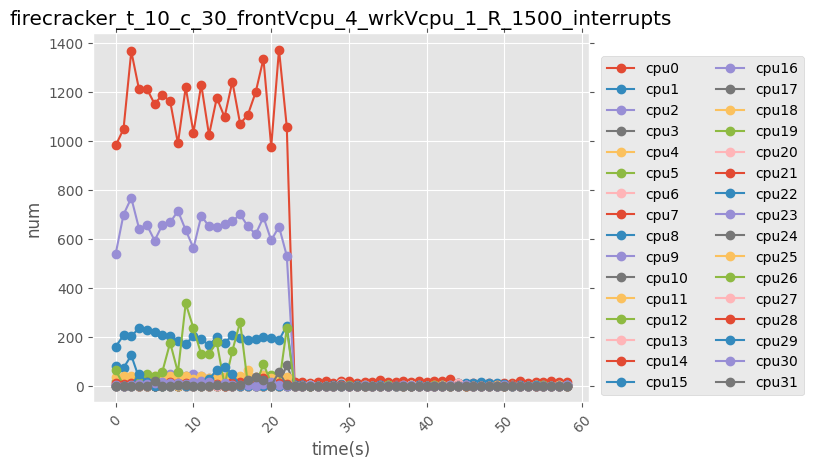 firecracker_t_10_c_30_frontVcpu_4_wrkVcpu_1_R_1500_interrupts
1400
1200
1000
800
600
400
200
0
num
0
10
20
30
40
50
60
time(s)
cpu0
cpu1
cpu2
cpu3
cpu4
cpu5
cpu6
cpu7
cpu8
cpu9
cpu10
cpu11
cpu12
cpu13
cpu14
cpu15
cpu16
cpu17
cpu18
cpu19
cpu20
cpu21
cpu22
cpu23
cpu24
cpu25
cpu26
cpu27
cpu28
cpu29
cpu30
cpu31